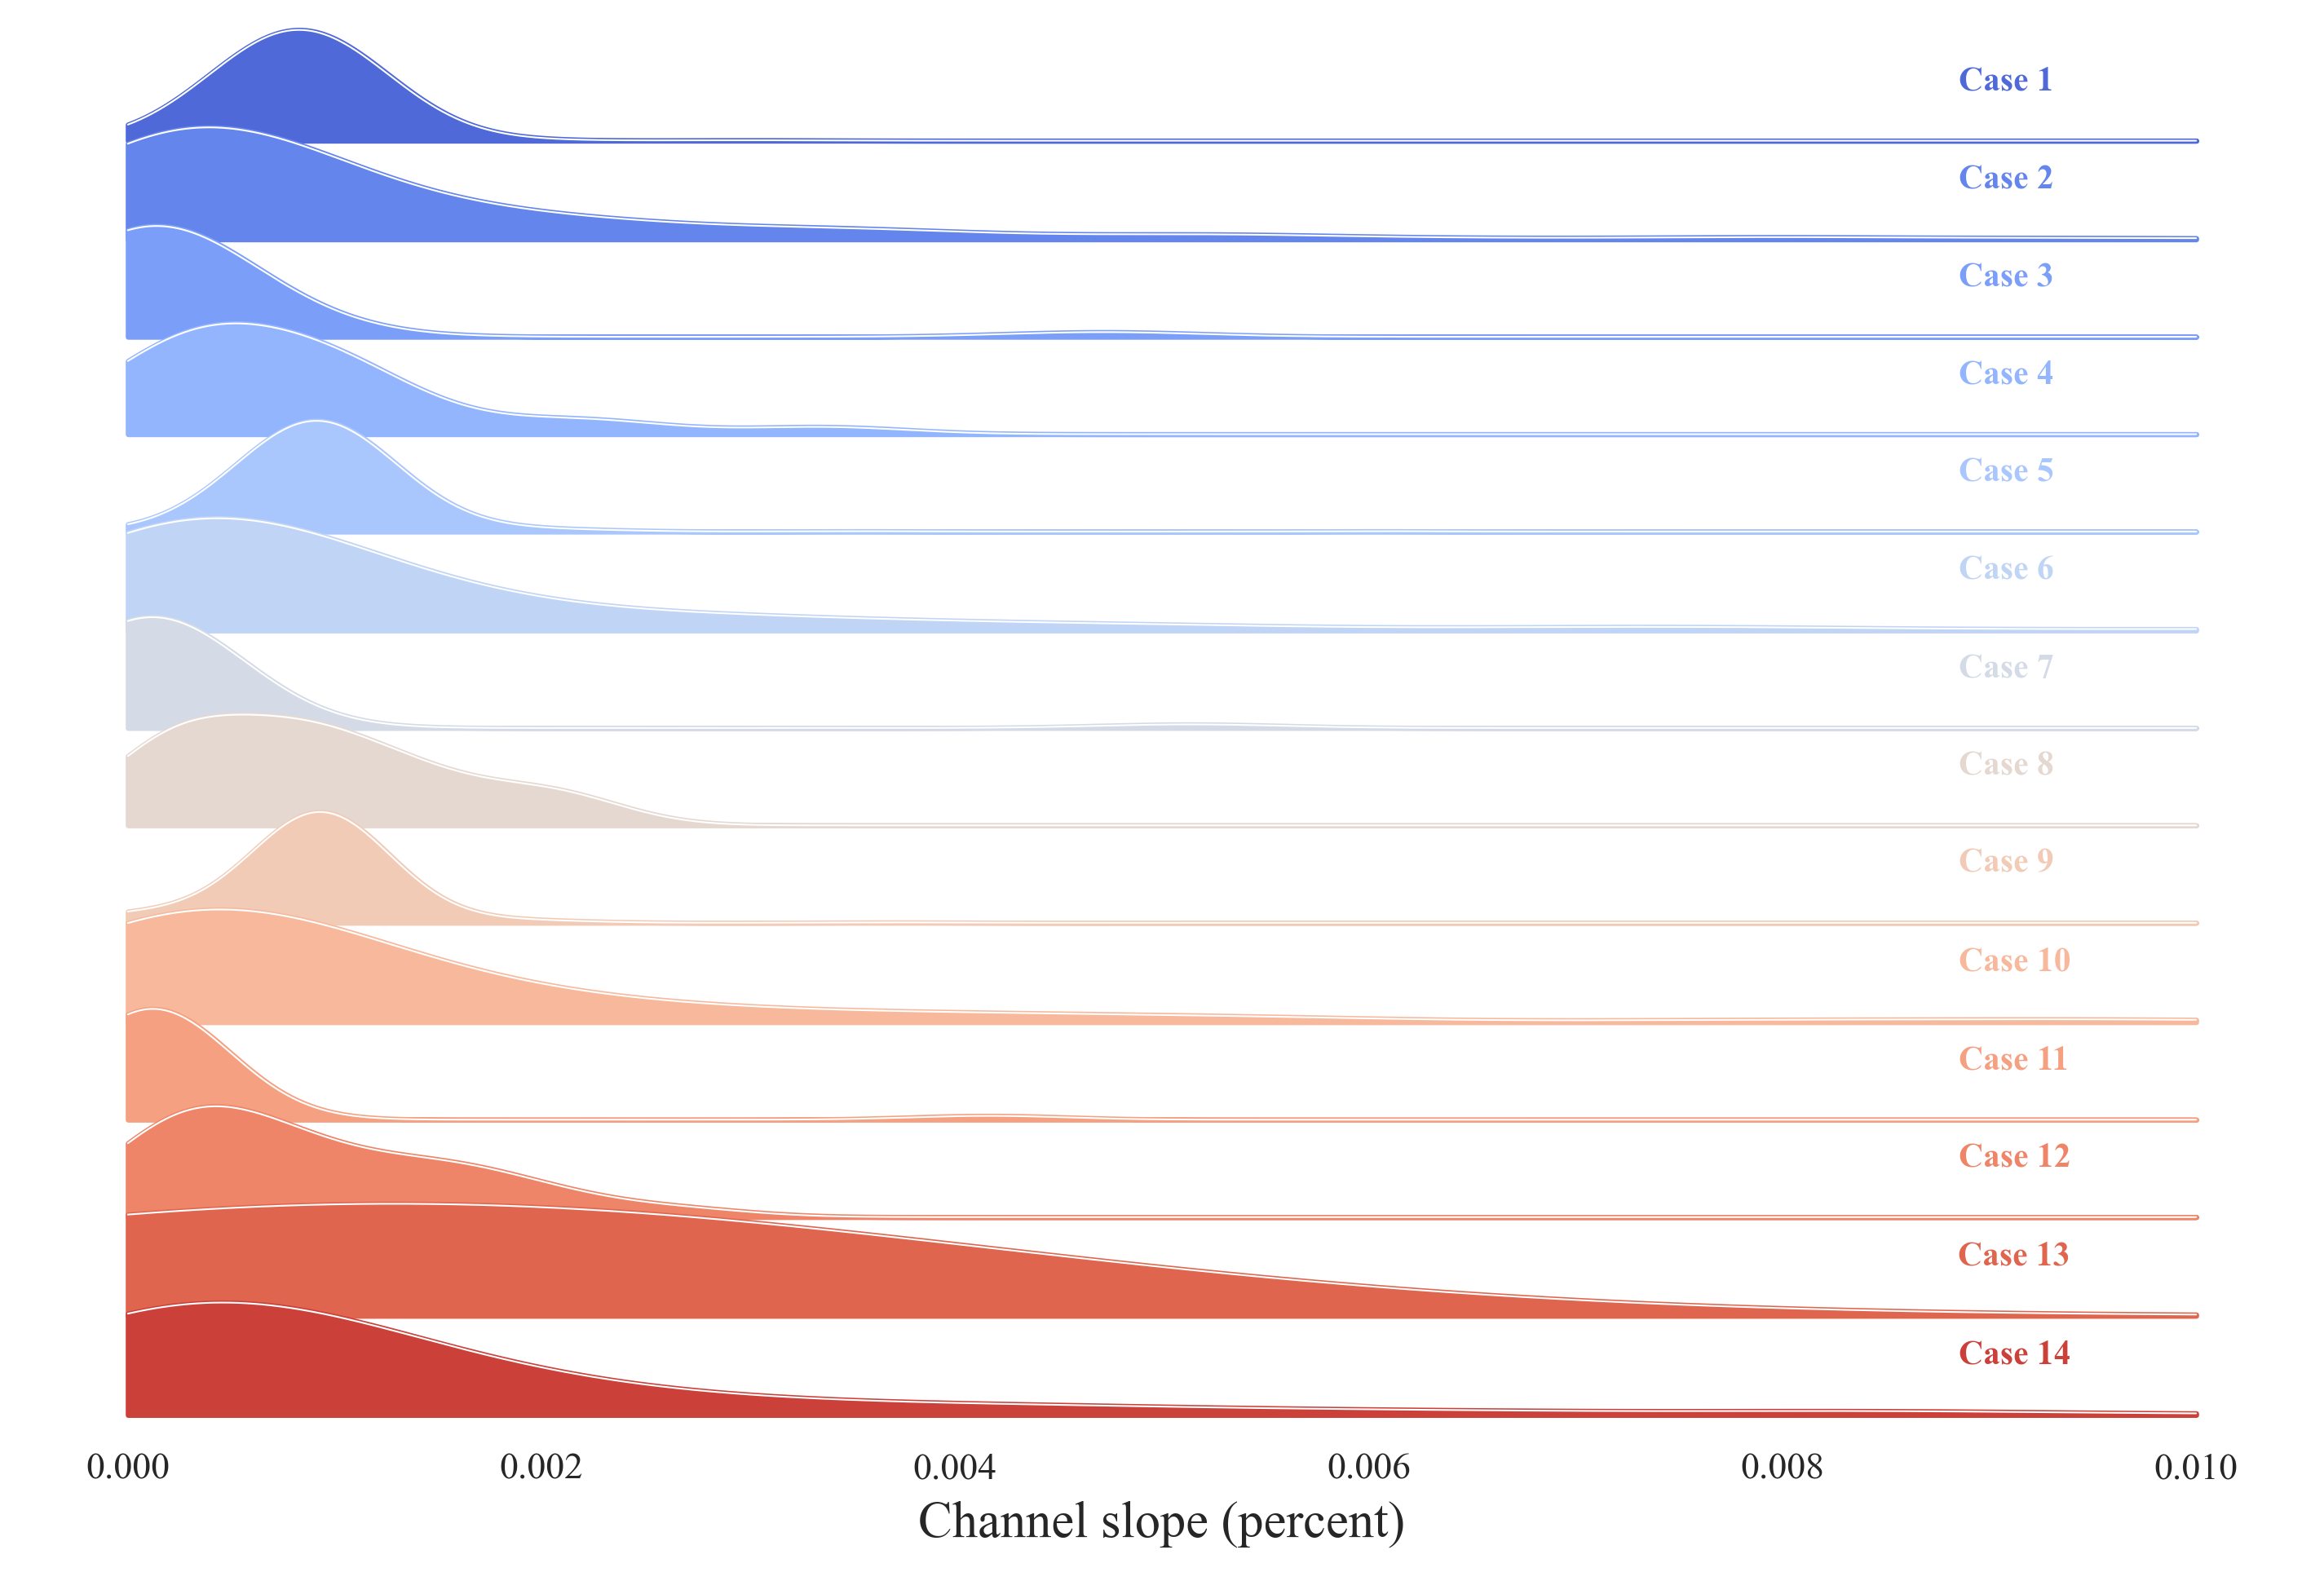 Case 1
Case 2
Case 3
Case 4
Case 5
Case 6
Case 7
Case 8
Case 9
Case 10
Case 11
Case 12
Case 13
Case 14
0.000 0.002 0.004 0.006 0.008 0.010
Channel slope (percent)